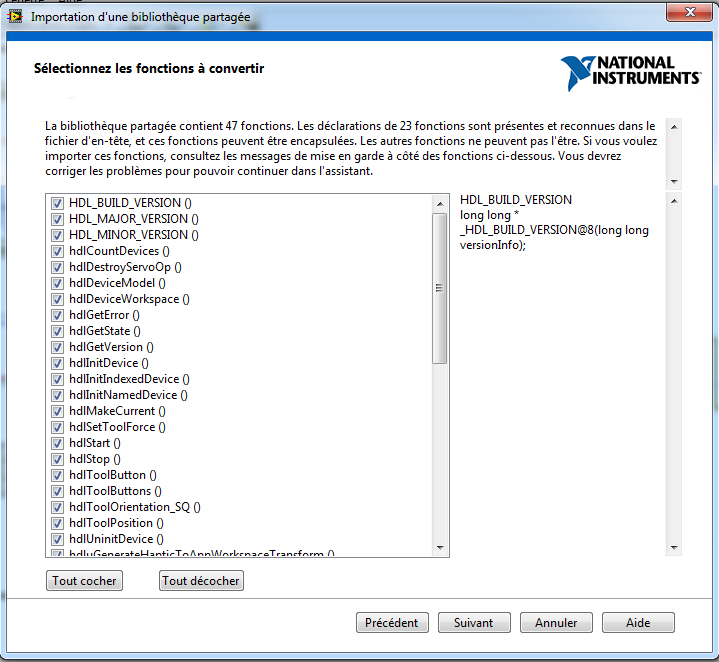 Importation d'une bibliothèque partagée
Sélectionnez les fonctions à convertir
NATIONAL
INSTRUMENTS
La bibliothèque partagée contient 47 fonctions. Les déclarations de 23 fonctions sont présentes et reconnues dans le
fichier d'en-tête, et ces fonctions peuvent être encapsulées. Les autres fonctions ne peuvent pas l'être. Si vous voulez
importer ces fonctions, consultez les messages de mise en garde à côté des fonctions ci-dessous. Vous devrez
corriger les problèmes pour pouvoir continuer dans l'assistant.
HDL_BUILD_VERSION ()
HDL_MAJOR_VERSION ()
HDL_MINOR_VERSION ()
hdlCountDevices ()
hdlDestroyServoOp ()
hdlDeviceModel ()
hdlDeviceWorkspace ()
hdlGetError ()
hdlGetState ()
hdlGetVersion ()
hdlInitDevice ()
hdlInitIndexedDevice ()
hdlInitNamedDevice ()
hdlMakeCurrent ()
hdlSetToolForce ()
hdlStart ()
hdlStop ()
hdlToolButton ()
hdlToolButtons ()
hdlToolOrientation_SQ ()
hdlToolPosition ()
hdlUninitDevice ()
hdluGenerateHapticToAppWorkspaceTransform ()
HDL_BUILD_VERSION
long long *
_HDL_BUILD_VERSION@8(long long
versionInfo);
Tout cocher
Tout décocher
Précédent
Suivant
Annuler
Aide